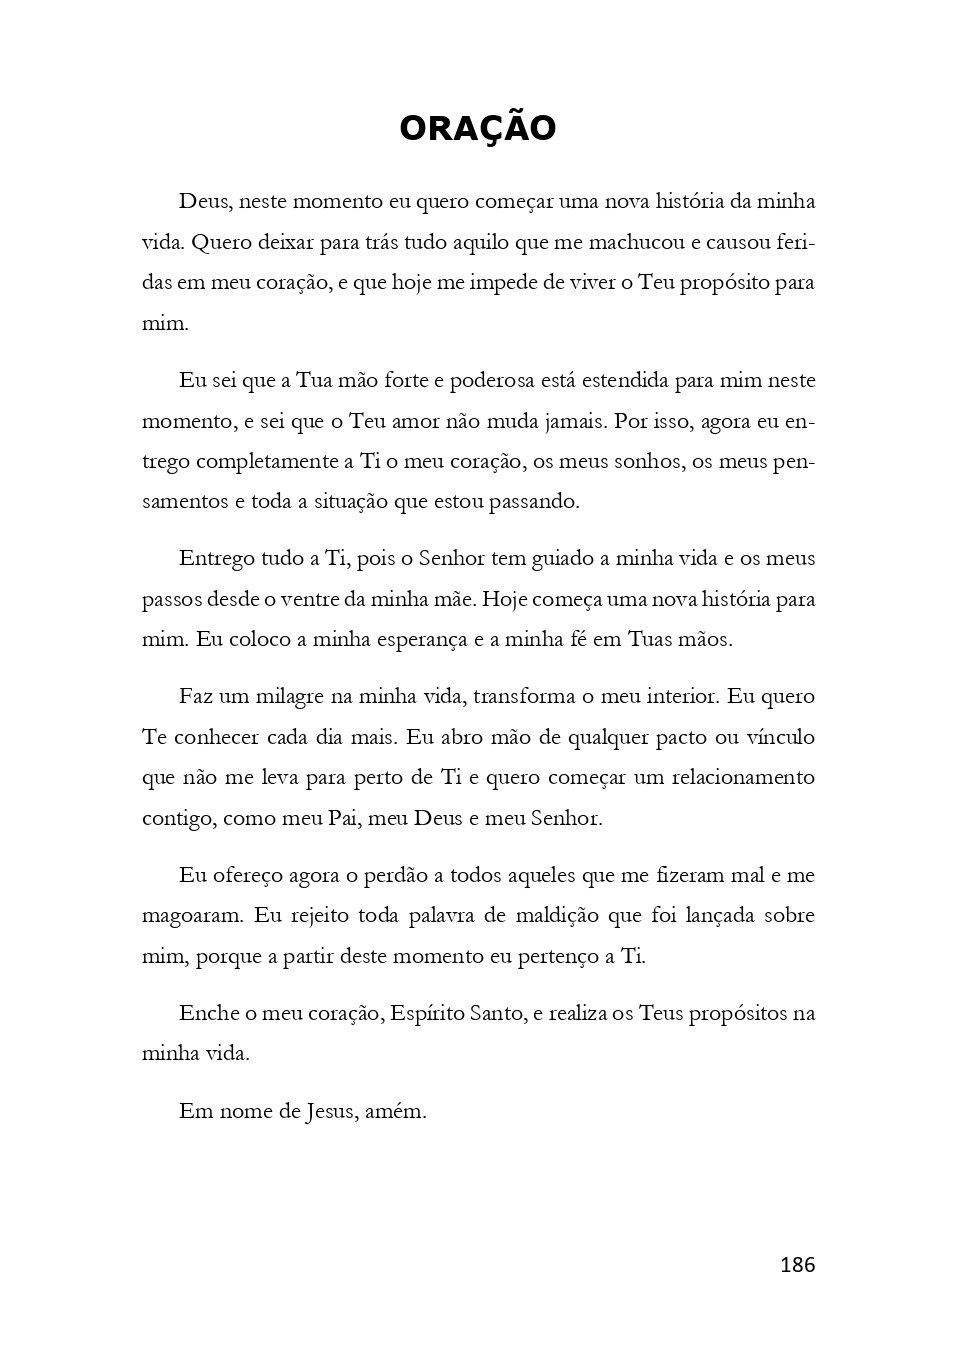 ORAÇÃO
Deus, neste momento eu quero começar uma nova história da minha
vida. Quero deixar para trás tudo aquilo que me machucou e causou feri-
das em meu coração, e que hoje me impede de viver o Teu propósito para
mim.
Eu sei que a Tua mão forte e poderosa está estendida para mim neste
momento, e sei que o Teu amor não muda jamais. Por isso, agora eu en-
trego completamente a Ti o meu coração, os meus sonhos, os meus pen-
samentos e toda a situação que estou passando.
Entrego tudo a Ti, pois o Senhor tem guiado a minha vida e os meus
passos desde o ventre da minha mãe. Hoje começa uma nova história para
mim. Eu coloco a minha esperança e a minha fé em Tuas mãos.
Faz um milagre na minha vida, transforma o meu interior. Eu quero
Te conhecer cada dia mais. Eu abro mão de qualquer pacto ou vínculo
que não me leva para perto de Ti e quero começar um relacionamento
contigo, como meu Pai, meu Deus e meu Senhor.
Eu ofereço agora o perdão a todos aqueles que me fizeram mal e me
magoaram. Eu rejeito toda palavra de maldição que foi lançada sobre
mim, porque a partir deste momento eu pertenço a Ti.
Enche o meu coração, Espírito Santo, e realiza os Teus propósitos na
minha vida.
Em nome de Jesus, amém.
186